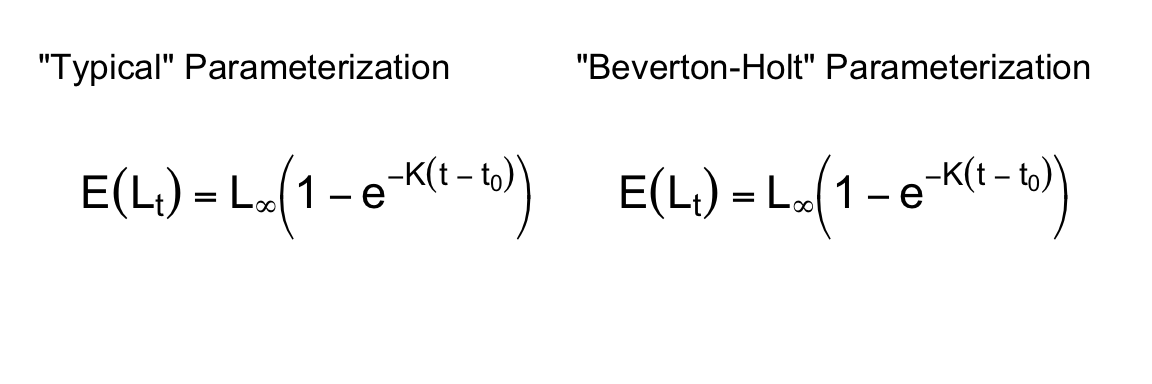 "Typical" Parameterization
E(Lₜ) = L∞(1 − e^−K(t − t₀))
"Beverton-Holt" Parameterization
E(Lₜ) = L∞(1 − e^−K(t − t₀))